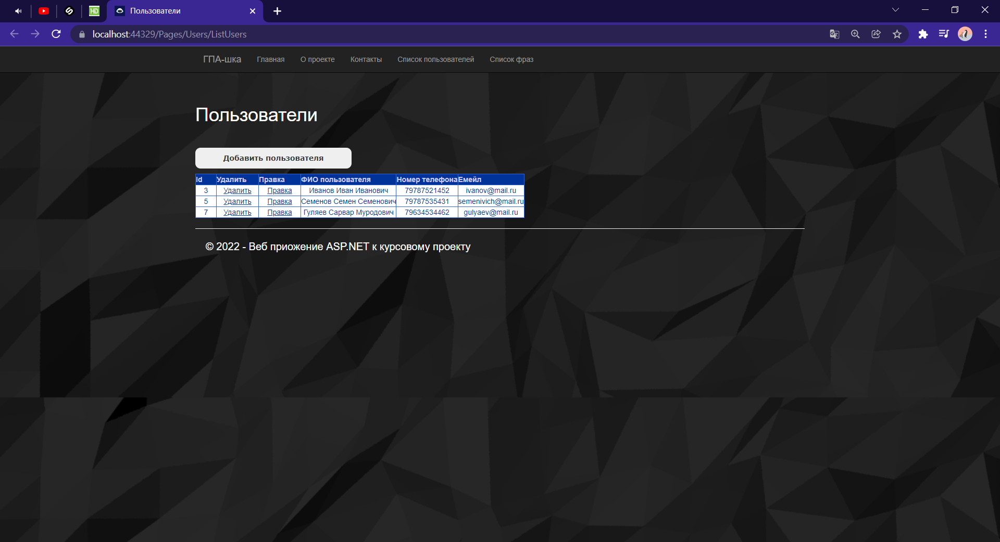 HD
Пользователи
localhost:44329/Pages/Users/ListUsers
ГПА-шка Главная О проекте Контакты Список пользователей Список фраз
Пользователи
Добавить пользователя
Id Удалить Правка ФИО пользователя Номер телефона Емейл
3 Удалить Правка Иванов Иван Иванович 79787521452 ivanov@mail.ru
5 Удалить Правка Семенов Семен Семенович 79787535431 semenivich@mail.ru
7 Удалить Правка Гуляев Сарвар Муродович 79634534462 gulyaev@mail.ru
© 2022 - Веб приожение ASP.NET к курсовому проекту